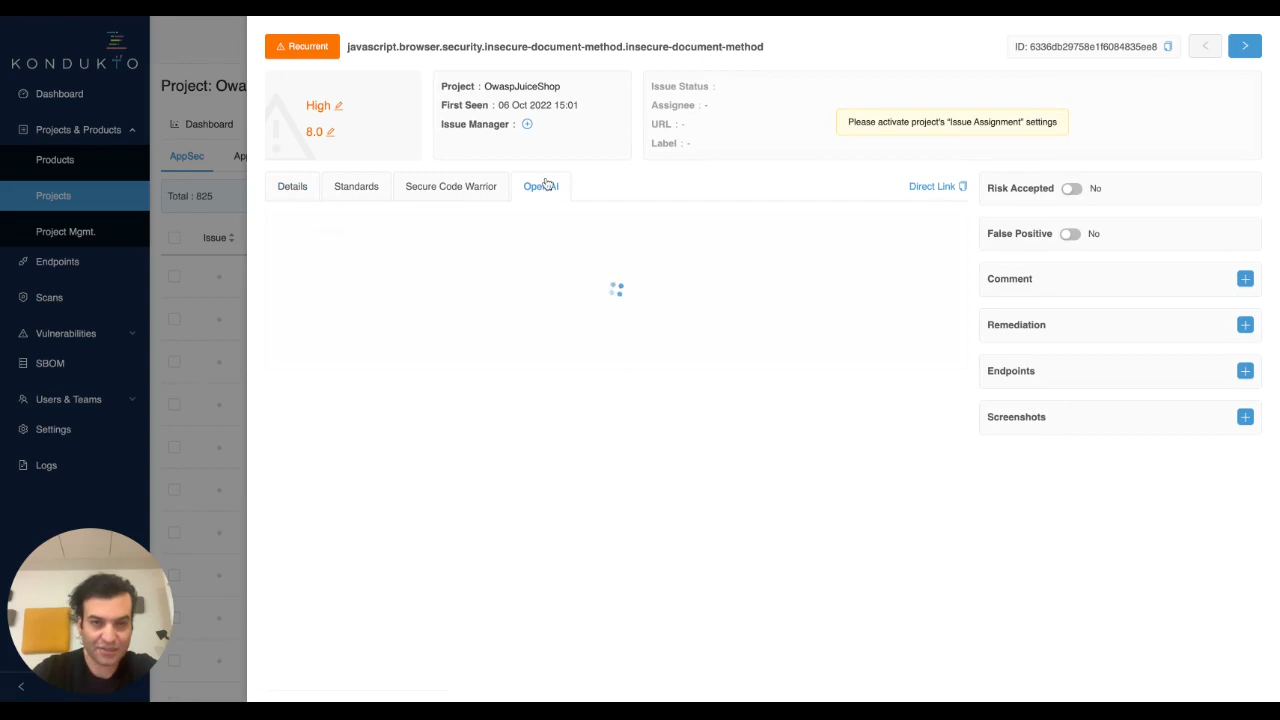 KONDUKTO
Dashboard
Projects & Products
Products
Projects
Project Mgmt.
Endpoints
Scans
Vulnerabilities
SBOM
Users & Teams
Settings
Logs
Project: Owa
Dashboard
AppSec
Ap
Total : 825
Issue
Recurrent
javascript.browser.security.insecure-document-method.insecure-document-method
ID: 6336db29758e1f6084835ee8
High
8.0
Project : OwaspJuiceShop
First Seen : 06 Oct 2022 15:01
Issue Manager :
Issue Status :
Assignee : -
URL : -
Label : -
Please activate project's "Issue Assignment" settings
Details
Standards
Secure Code Warrior
OpenAI
Direct Link
Risk Accepted
No
False Positive
No
Comment
Remediation
Endpoints
Screenshots